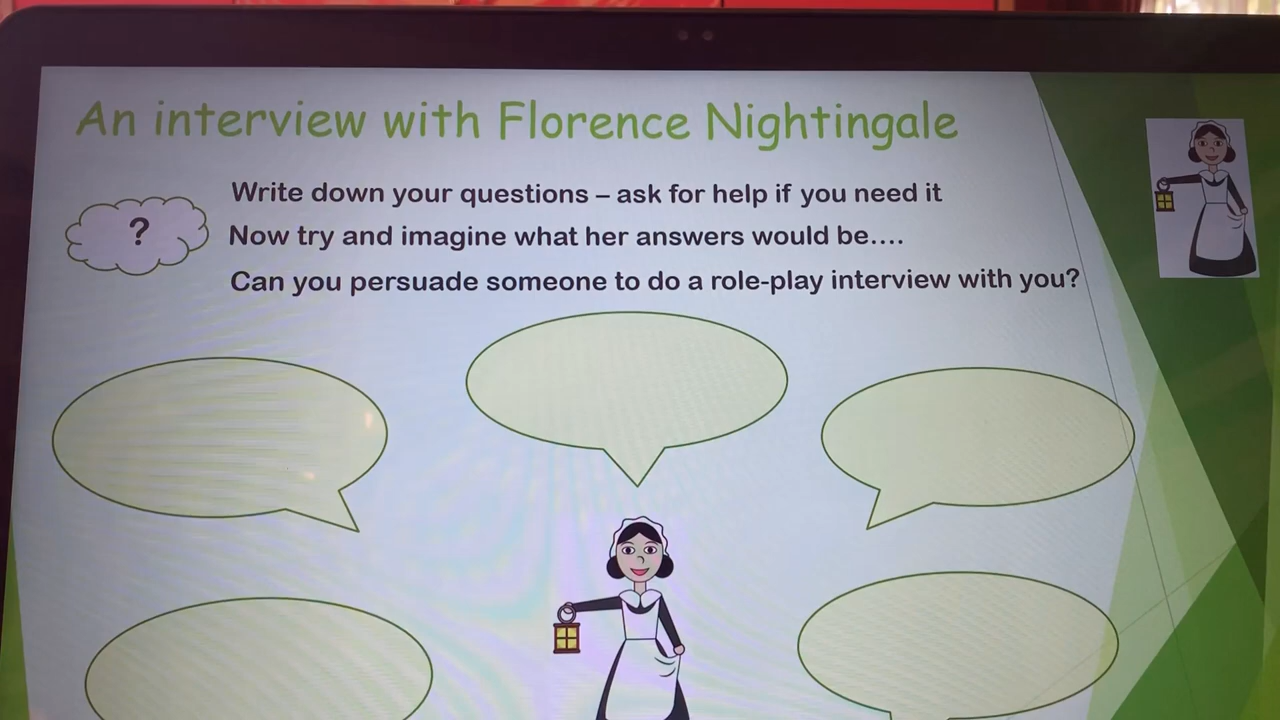 An interview with Florence Nightingale
?
Write down your questions – ask for help if you need it
Now try and imagine what her answers would be....
Can you persuade someone to do a role-play interview with you?